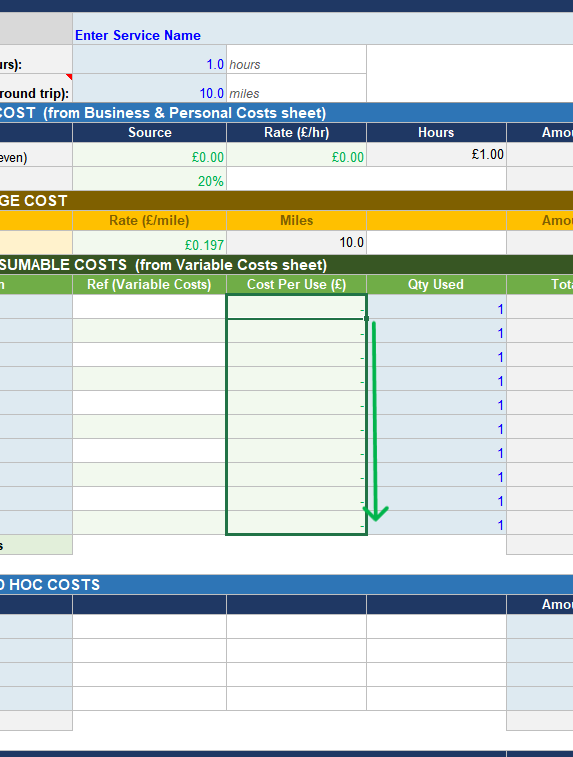 Enter Service Name
urs): 1.0 hours
round trip): 10.0 miles
COST (from Business & Personal Costs sheet)
Source Rate (£/hr) Hours Amou
even) £0.00 £0.00 £1.00
20%
GE COST
Rate (£/mile) Miles Amou
£0.197 10.0
SUMABLE COSTS (from Variable Costs sheet)
Ref (Variable Costs) Cost Per Use (£) Qty Used Tota
- 1
- 1
- 1
- 1
- 1
- 1
- 1
- 1
- 1
- 1
s
D HOC COSTS
Amou